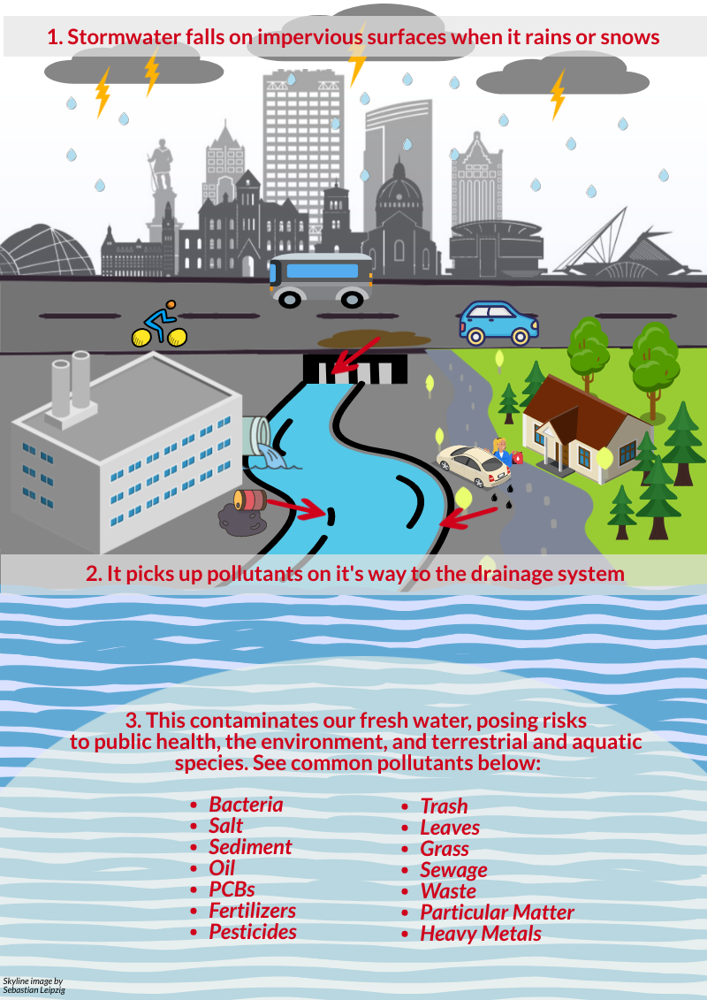 1. Stormwater falls on impervious surfaces when it rains or snows
2. It picks up pollutants on it's way to the drainage system
3. This contaminates our fresh water, posing risks
to public health, the environment, and terrestrial and aquatic
species. See common pollutants below:
• Bacteria
• Salt
• Sediment
• Oil
• PCBs
• Fertilizers
• Pesticides
• Trash
• Leaves
• Grass
• Sewage
• Waste
• Particular Matter
• Heavy Metals
Skyline image by
Sebastian Leipzig